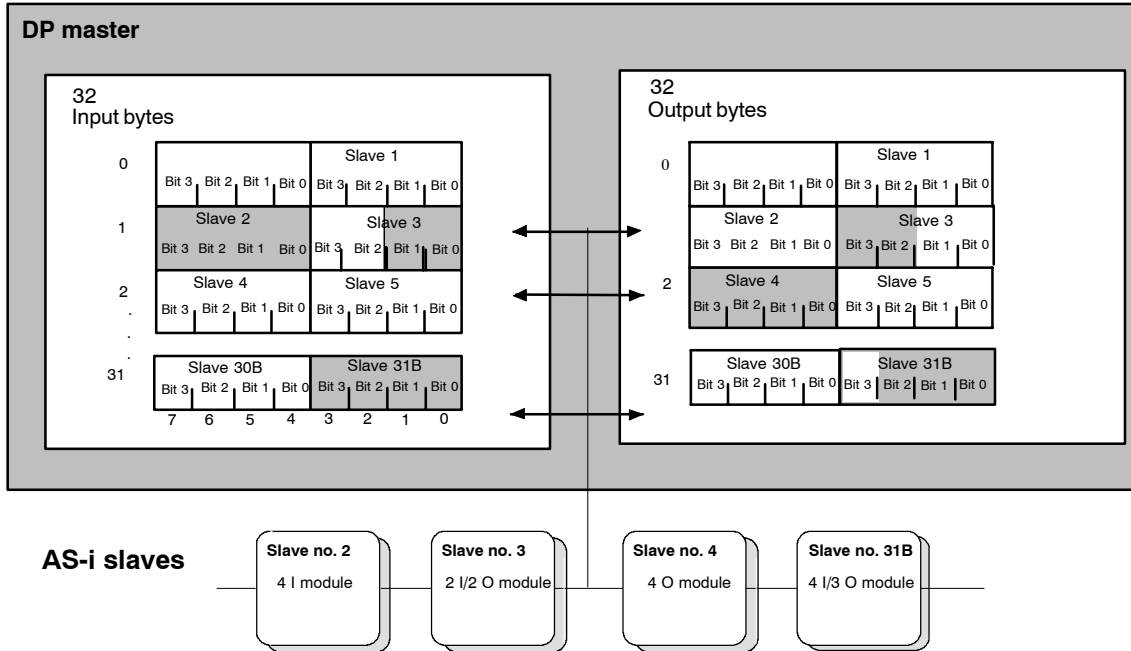 DP master
32
Input bytes
0
Slave 1
Bit 3 Bit 2 Bit 1 Bit 0 Bit 3 Bit 2 Bit 1 Bit 0
1
Slave 2 Slave 3
Bit 3 Bit 2 Bit 1 Bit 0 Bit 3 Bit 2 Bit 1 Bit 0
2
Slave 4 Slave 5
Bit 3 Bit 2 Bit 1 Bit 0 Bit 3 Bit 2 Bit 1 Bit 0
.
.
.
31
Slave 30B Slave 31B
Bit 3 Bit 2 Bit 1 Bit 0 Bit 3 Bit 2 Bit 1 Bit 0
7 6 5 4 3 2 1 0
32
Output bytes
0
Slave 1
Bit 3 Bit 2 Bit 1 Bit 0 Bit 3 Bit 2 Bit 1 Bit 0
1
Slave 2 Slave 3
Bit 3 Bit 2 Bit 1 Bit 0 Bit 3 Bit 2 Bit 1 Bit 0
2
Slave 4 Slave 5
Bit 3 Bit 2 Bit 1 Bit 0 Bit 3 Bit 2 Bit 1 Bit 0
31
Slave 30B Slave 31B
Bit 3 Bit 2 Bit 1 Bit 0 Bit 3 Bit 2 Bit 1 Bit 0
AS-i slaves
Slave no. 2
4 I module
Slave no. 3
2 I/2 O module
Slave no. 4
4 O module
Slave no. 31B
4 I/3 O module